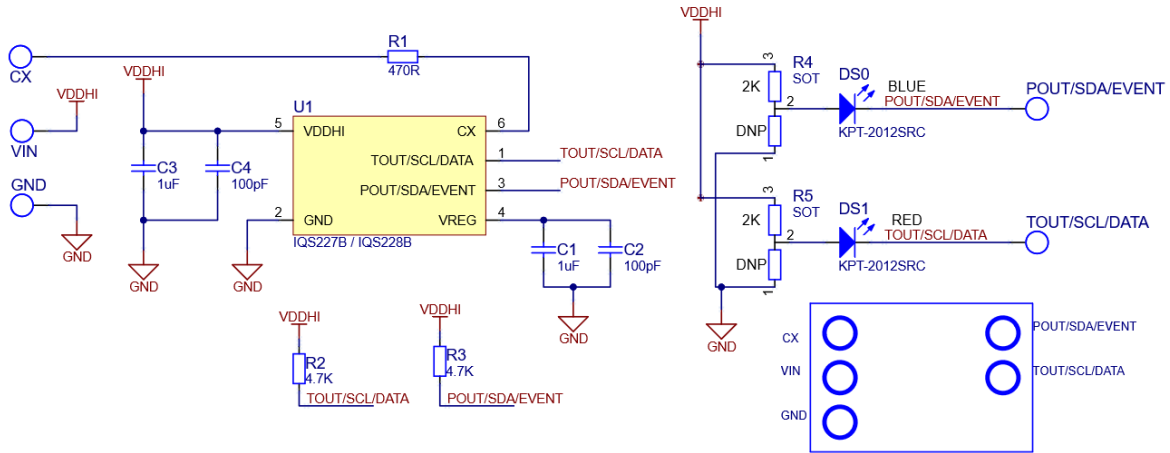 CX
R1
470R
VDDHI
VDDHI
VIN
GND
GND
C3
1uF
C4
100pF
GND
GND
U1
5 VDDHI
CX 6
TOUT/SCL/DATA 1
TOUT/SCL/DATA
POUT/SDA/EVENT 3
POUT/SDA/EVENT
2 GND
VREG 4
IQS227B / IQS228B
C1
1uF
C2
100pF
GND
VDDHI
R2
4.7K
TOUT/SCL/DATA
VDDHI
R3
4.7K
POUT/SDA/EVENT
VDDHI
3
R4
SOT
2K
2
DNP
1
DS0
BLUE
POUT/SDA/EVENT
KPT-2012SRC
POUT/SDA/EVENT
3
R5
SOT
2K
2
DNP
1
DS1
RED
TOUT/SCL/DATA
KPT-2012SRC
TOUT/SCL/DATA
GND
CX
VIN
GND
POUT/SDA/EVENT
TOUT/SCL/DATA